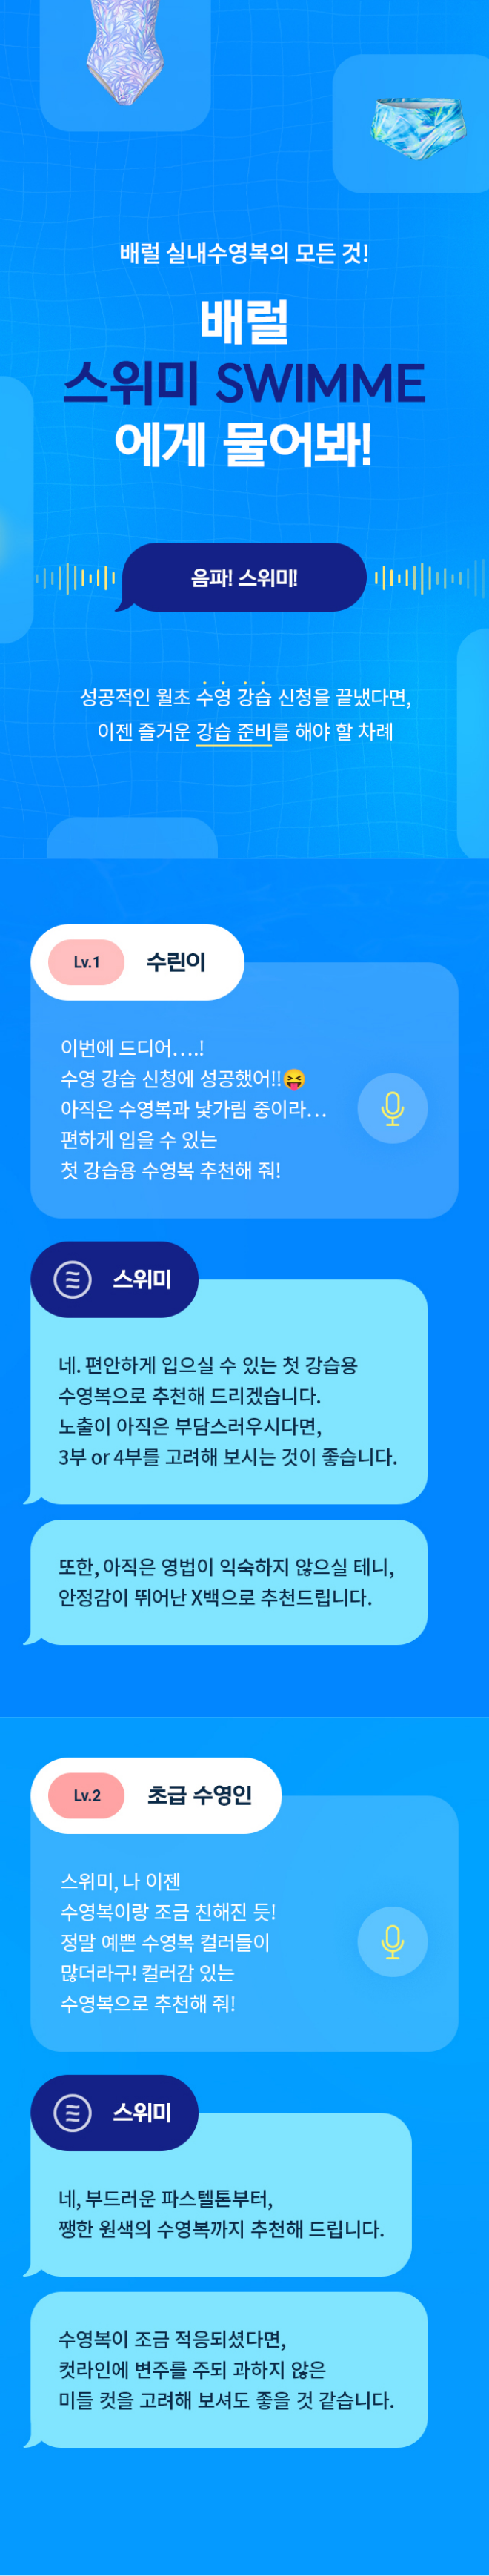 배럴 실내수영복의 모든 것!
배럴
스위미 SWIMME
에게 물어봐!
음파! 스위미!
성공적인 월초 수영 강습 신청을 끝냈다면,
이젠 즐거운 강습 준비를 해야 할 차례
Lv.1 수린이
이번에 드디어....!
수영 강습 신청에 성공했어!!😝
아직은 수영복과 낯가림 중이라...
편하게 입을 수 있는
첫 강습용 수영복 추천해 줘!
스위미
네. 편안하게 입으실 수 있는 첫 강습용
수영복으로 추천해 드리겠습니다.
노출이 아직은 부담스러우시다면,
3부 or 4부를 고려해 보시는 것이 좋습니다.
또한, 아직은 영법이 익숙하지 않으실 테니,
안정감이 뛰어난 X백으로 추천드립니다.
Lv.2 초급 수영인
스위미, 나 이젠
수영복이랑 조금 친해진 듯!
정말 예쁜 수영복 컬러들이
많더라구! 컬러감 있는
수영복으로 추천해 줘!
스위미
네, 부드러운 파스텔톤부터,
쨍한 원색의 수영복까지 추천해 드립니다.
수영복이 조금 적응되셨다면,
컷라인에 변주를 주되 과하지 않은
미들 컷을 고려해 보셔도 좋을 것 같습니다.